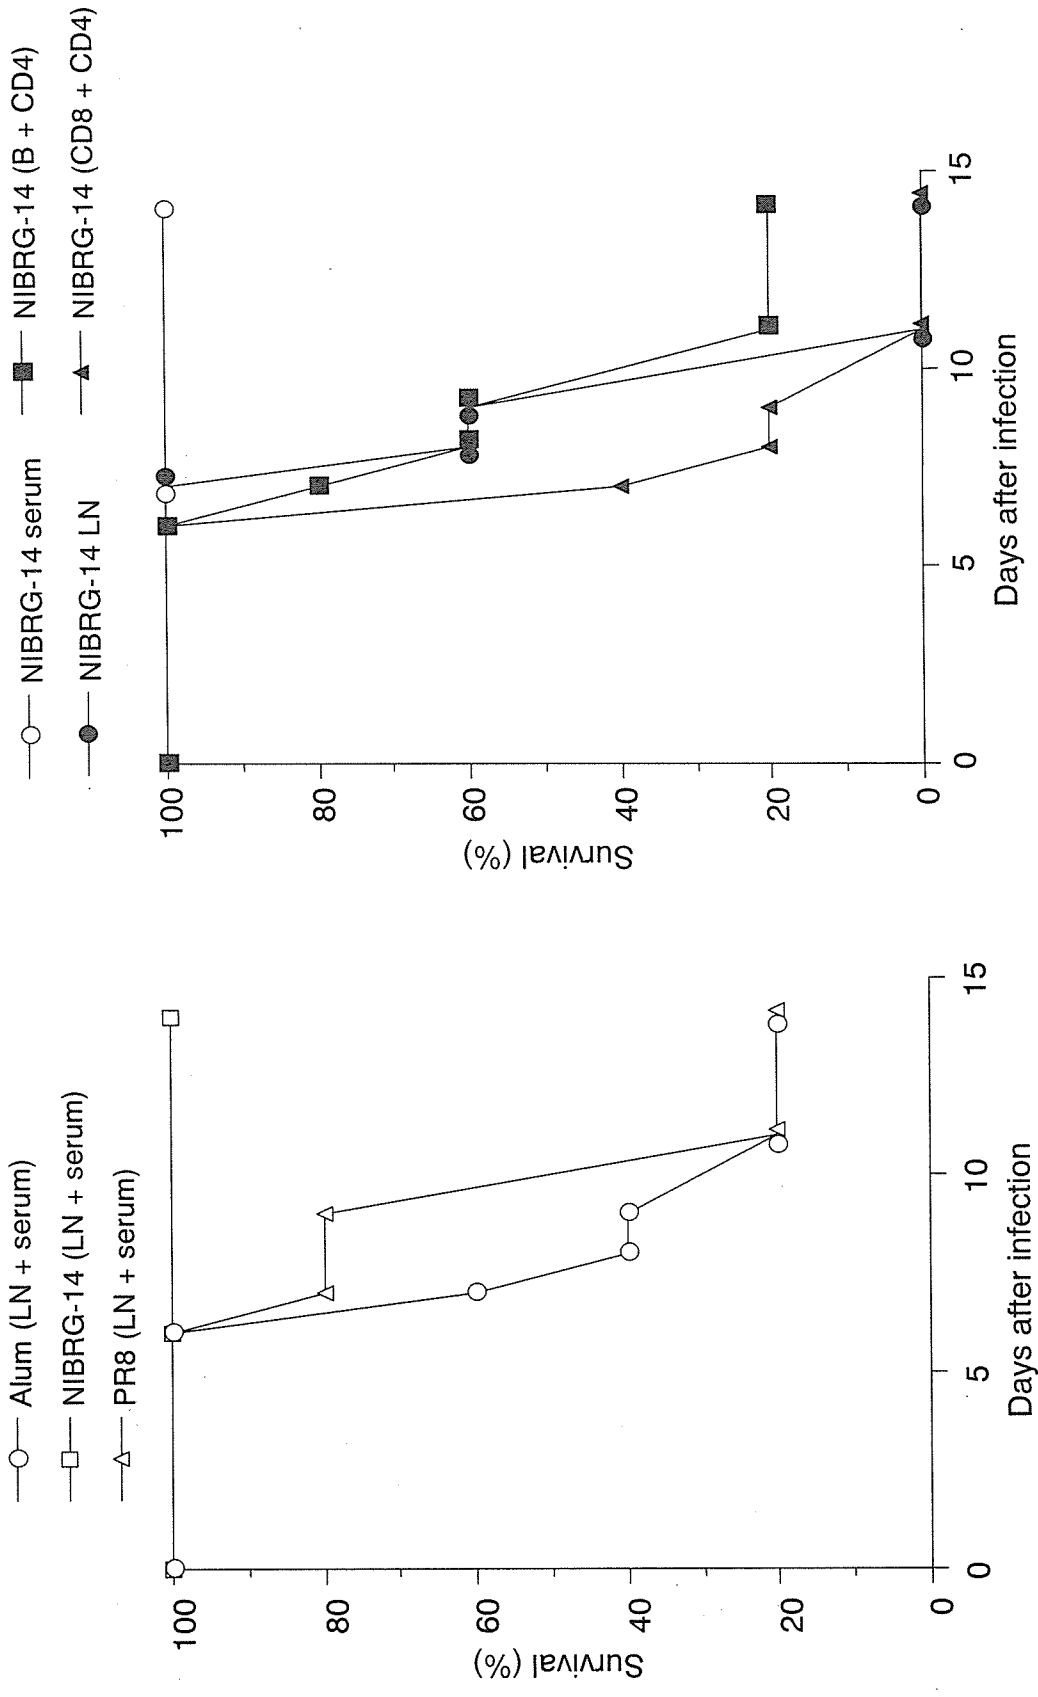 Alum (LN + serum)
NIBRG-14 (LN + serum)
PR8 (LN + serum)
100
80
60
40
20
0
Survival (%)
0
5
10
15
Days after infection
NIBRG-14 serum
NIBRG-14 (B + CD4)
NIBRG-14 LN
NIBRG-14 (CD8 + CD4)
100
80
60
40
20
0
Survival (%)
0
5
10
15
Days after infection